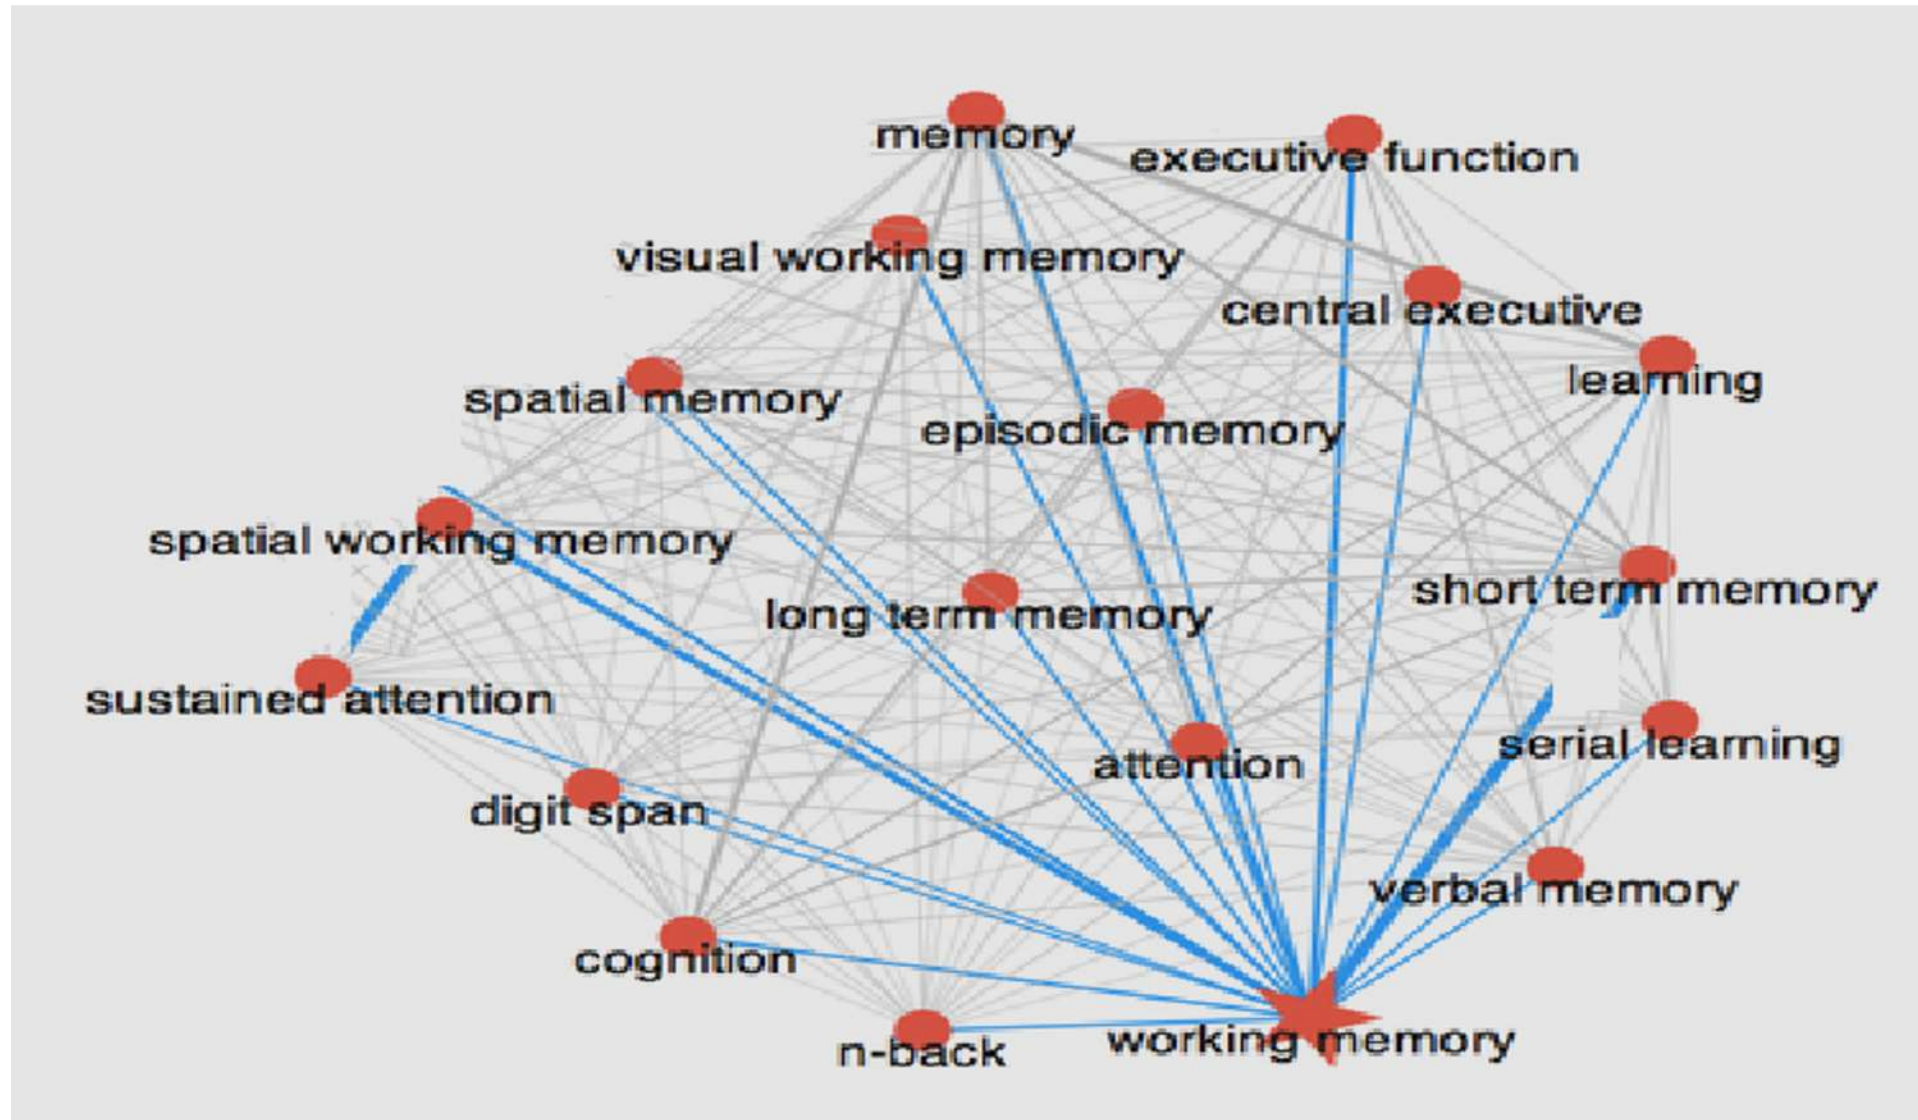 memory
executive function
visual working memory
central executive
learning
spatial memory
episodic memory
spatial working memory
short term memory
long term memory
sustained attention
serial learning
attention
digit span
verbal memory
cognition
working memory
n-back